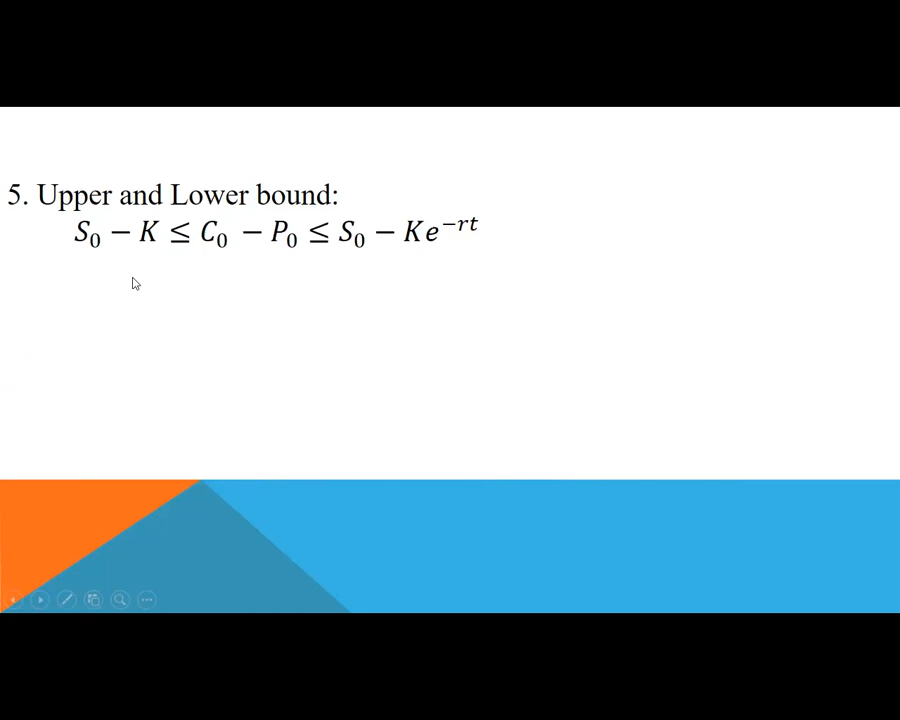 5. Upper and Lower bound:
S₀ − K ≤ C₀ − P₀ ≤ S₀ − Ke⁻ʳᵗ